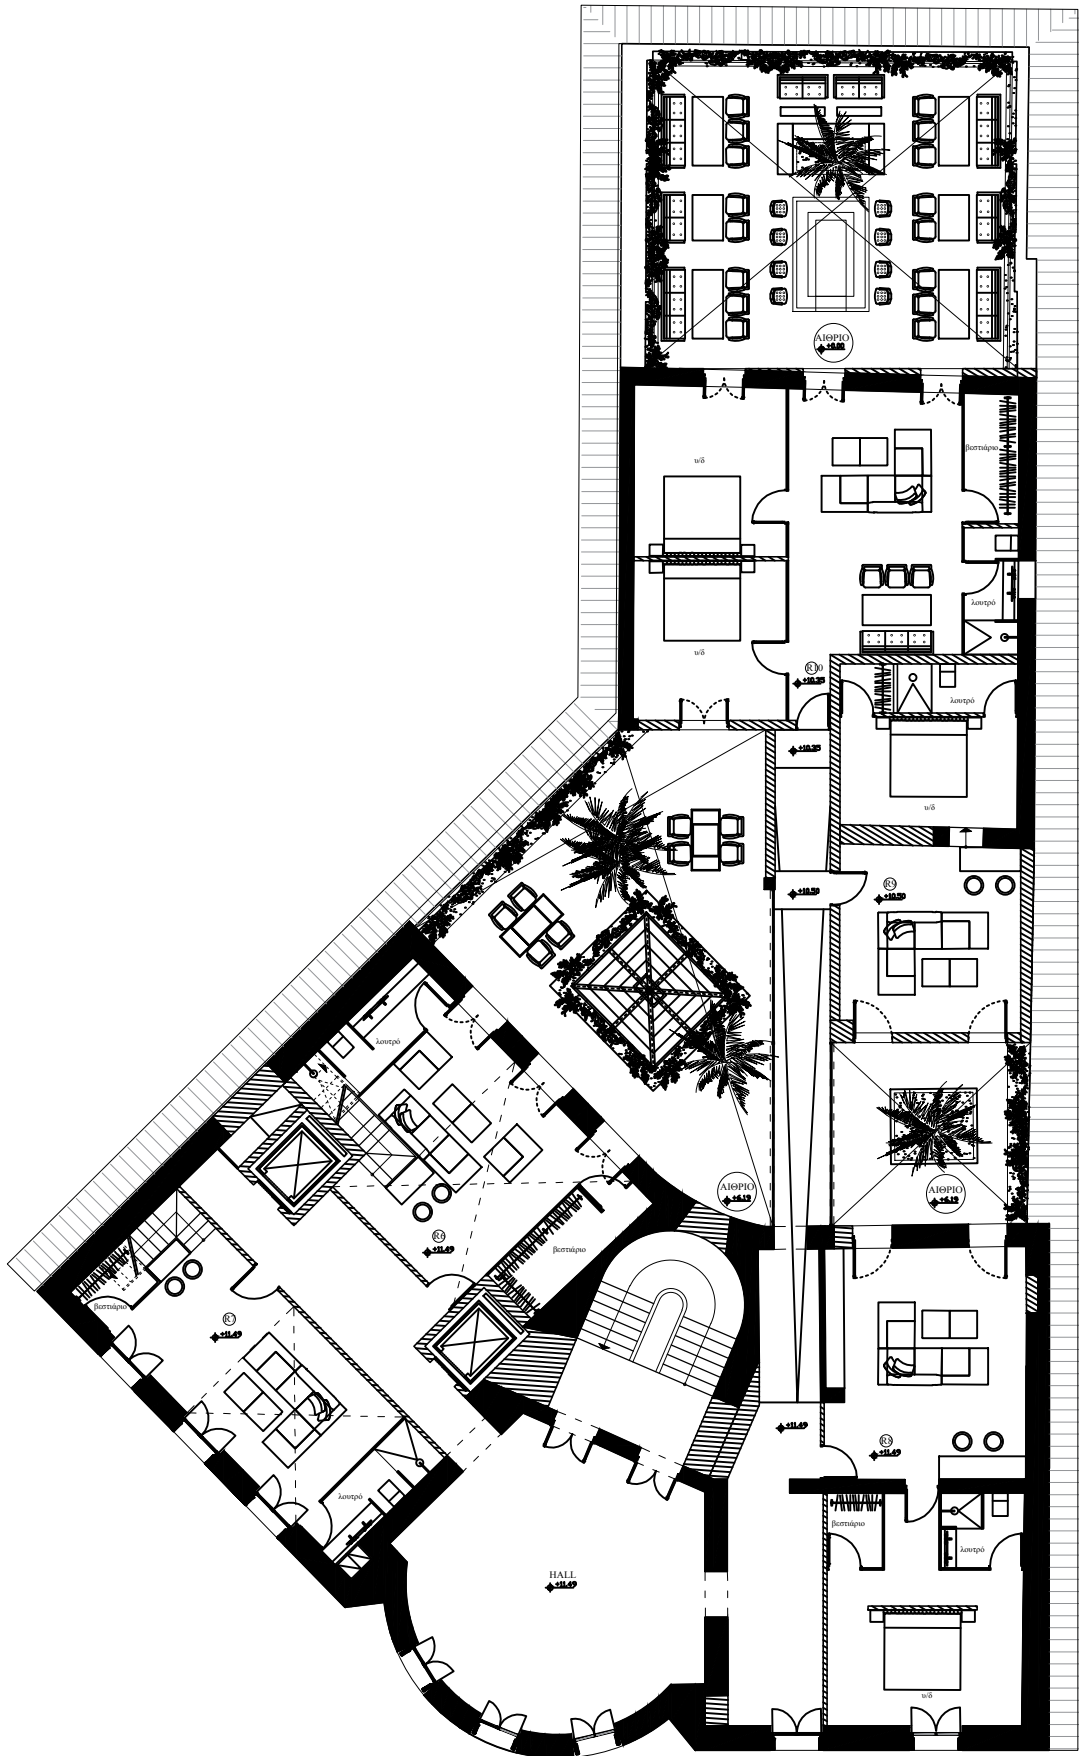 ΑΙΘΡΙΟ
βεστιάριο
υ/δ
λουτρό
υ/δ
R10
+10.35
λουτρό
+10.35
υ/δ
R9
+10.50
+10.50
λουτρό
ΑΙΘΡΙΟ
+6.19
ΑΙΘΡΙΟ
+6.19
R6
+11.49
βεστιάριο
βεστιάριο
R7
+11.49
+11.49
R8
+11.49
λουτρό
βεστιάριο
λουτρό
HALL
+11.49
υ/δ